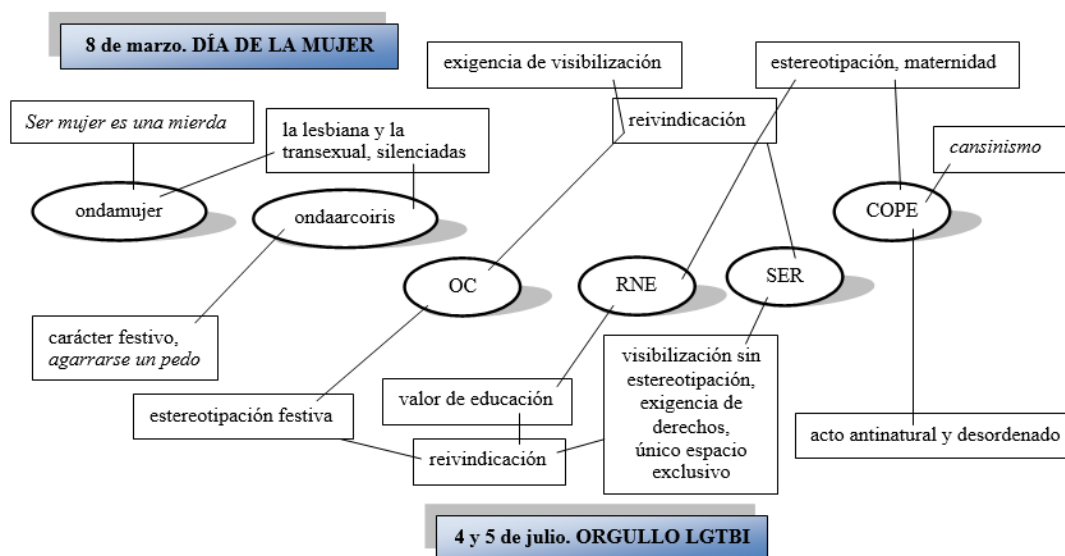 8 de marzo. DÍA DE LA MUJER
exigencia de visibilización
estereotipación, maternidad
Ser mujer es una mierda
la lesbiana y la
transexual, silenciadas
reivindicación
cansinismo
ondamujer
ondaarcoiris
COPE
OC
RNE
SER
carácter festivo,
agarrarse un pedo
visibilización sin
estereotipación,
exigencia de
derechos,
único espacio
exclusivo
estereotipación festiva
valor de educación
reivindicación
acto antinatural y desordenado
4 y 5 de julio. ORGULLO LGTBI